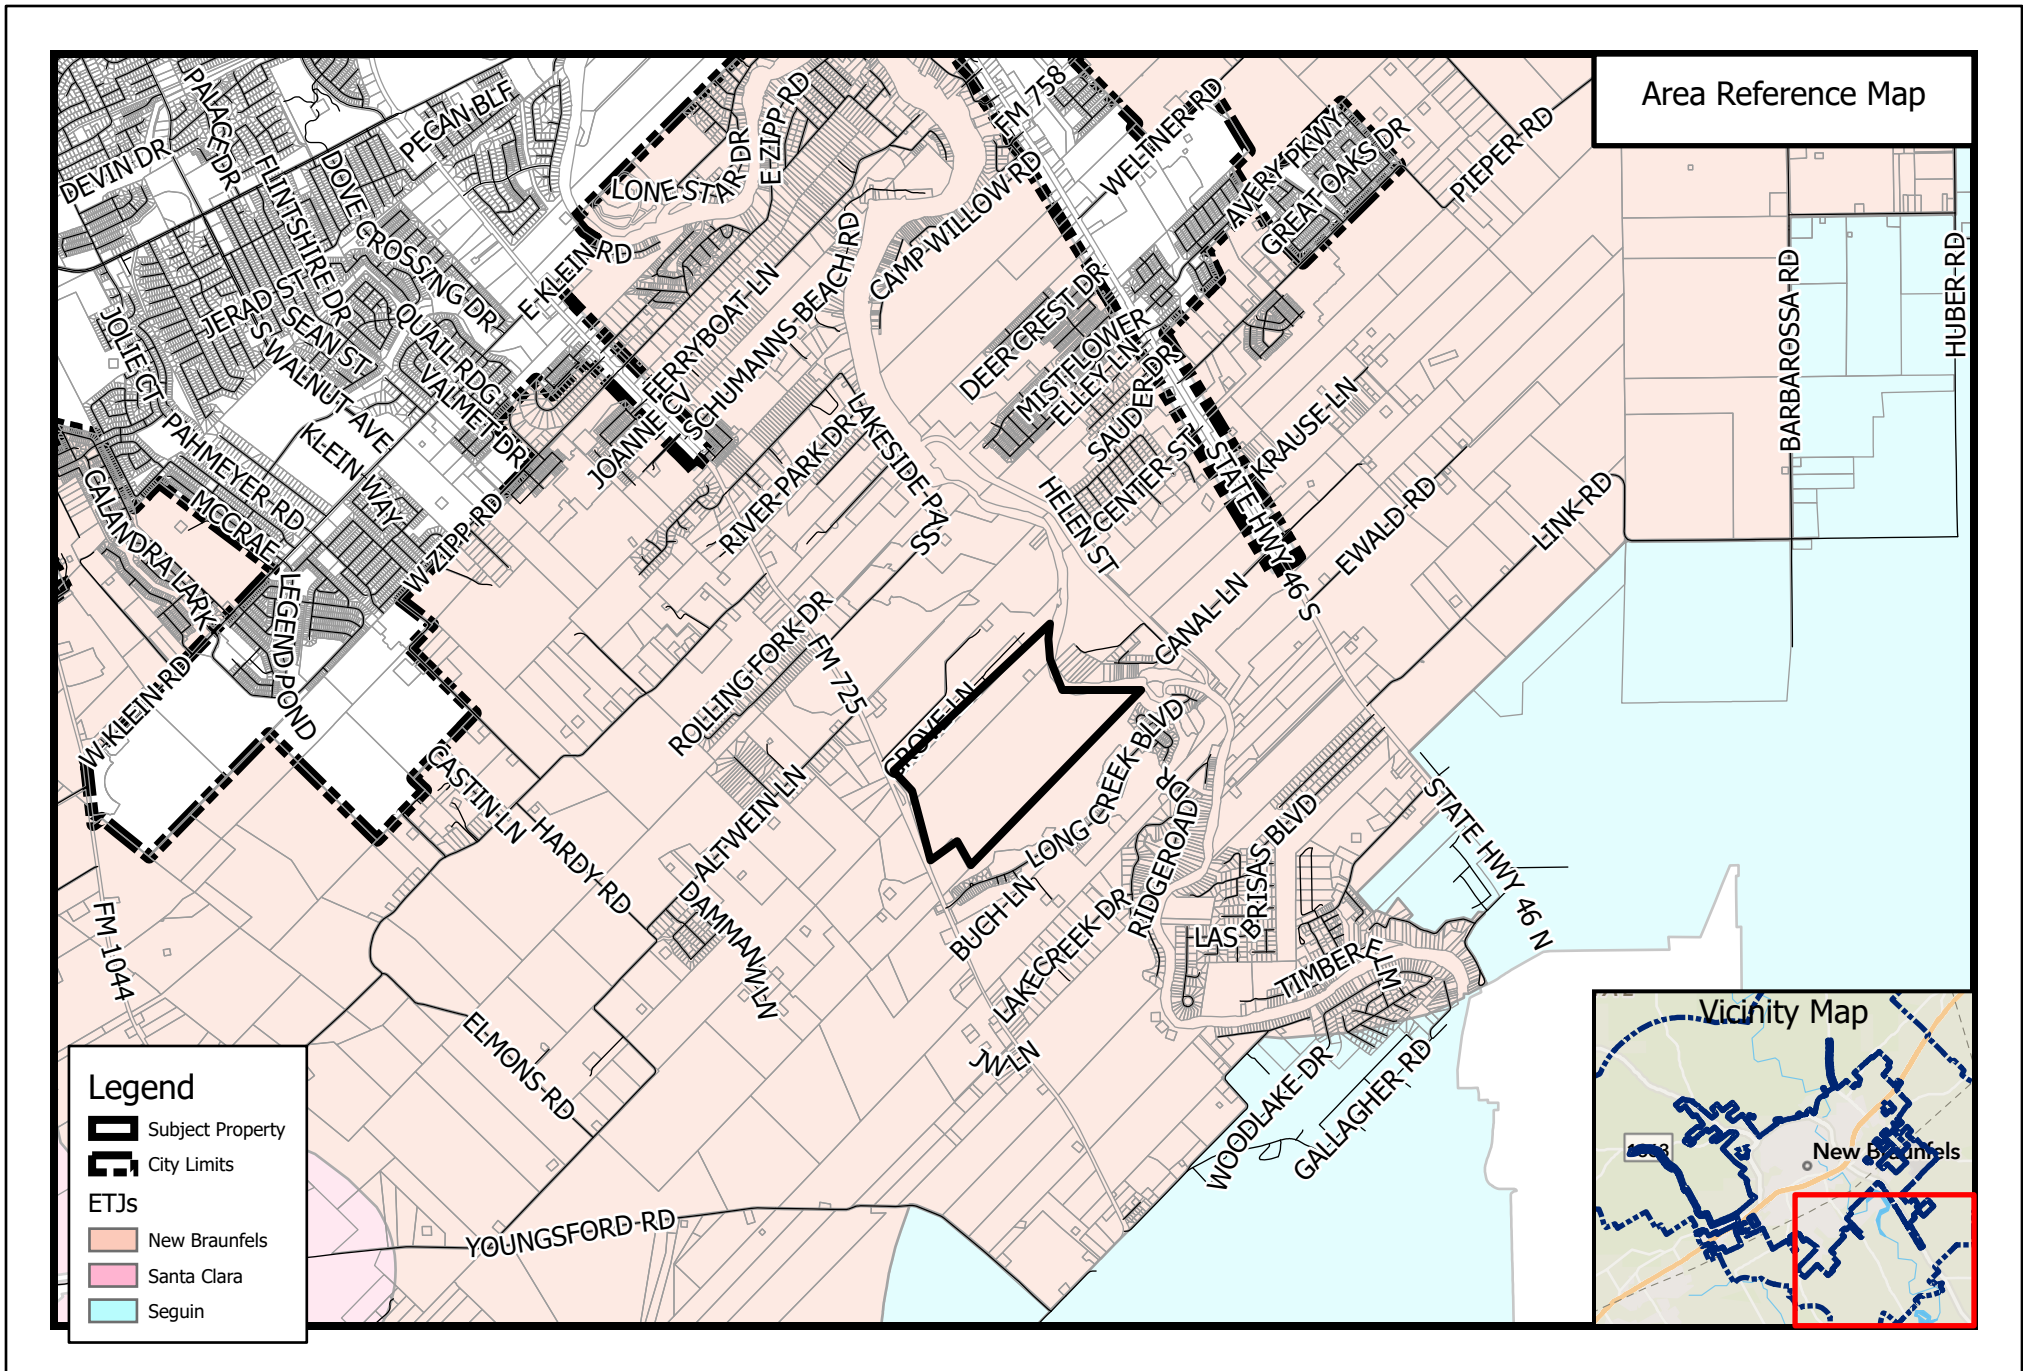 Area Reference Map
DEVIN DR
PALACE DR
PECAN BLF
FLINTSHIRE DR
DOVE CROSSING DR
LONE STAR DR
E ZIPP RD
FM 758
WELTNER RD
AVERY PKWY
GREAT OAKS DR
PIEPER RD
CAMP WILLOW RD
HUBER RD
BARBAROSSA RD
JERAD ST
SEAN ST
S WALNUT AVE
QUAIL RDG
VALMET DR
E KLEIN RD
JOLIE CT
PAHMEYER RD
KLEIN WAY
MCCRAE
CALANDRA LARK
LEGEND POND
W ZIPP RD
W KLEIN RD
JOANNE CV
FERRYBOAT LN
SCHUMANNS BEACH RD
RIVER PARK DR
LAKESIDE PASS
DEER CREST DR
MISTFLOWER
ELLEY LN
SAUDER DR
CENTER ST
HELEN ST
STATE HWY 46 S
KRAUSE LN
EWALD RD
LINK RD
CANAL LN
ROLLING FORK DR
FM 725
GROVE LN
LONG CREEK BLVD
RIDGEROAD DR
CASTIN LN
HARDY RD
ALTWEIN LN
DAMMANN LN
BUCH LN
LAKECREEK DR
LAS BRISAS BLVD
TIMBER ELM
STATE HWY 46 N
FM 1044
ELMONS RD
JW LN
WOODLAKE DR
GALLAGHER RD
YOUNGSFORD RD
Legend
Subject Property
City Limits
ETJs
New Braunfels
Santa Clara
Seguin
Vicinity Map
New Braunfels